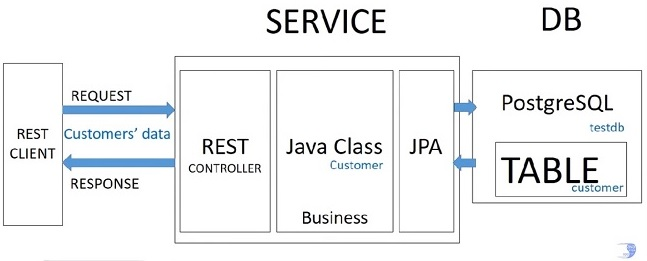 SERVICE
DB
REST
CLIENT
REQUEST
Customers' data
RESPONSE
REST
CONTROLLER
Java Class
Customer
Business
JPA
PostgreSQL
testdb
TABLE
customer